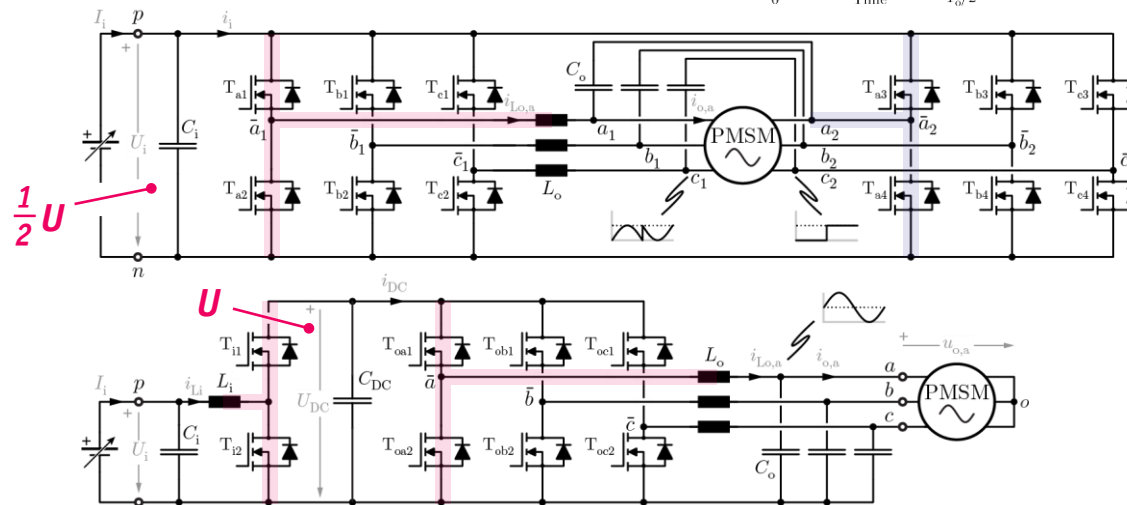 0 Time T_o/2
I_i p i_i
+ U_i C_i
½ U
n
T_a1 T_b1 T_c1 C_o T_a3 T_b3 T_c3
i_Lo,a i_o,a
ā_1 a_1 PMSM a_2 ā_2
b̄_1 b_1 b_2 b̄_2
c̄_1 c_1 c_2
T_a2 T_b2 T_c2 L_o T_a4 T_b4 T_c4
i_DC
U
+ U_DC C_DC
T_i1 T_oa1 T_ob1 T_oc1
I_i p i_Li L_i
+ U_i C_i
T_i2 T_oa2 T_ob2 T_oc2
ā b̄ c̄
L_o i_Lo,a i_o,a
+ u_o,a
a b c PMSM o
C_o